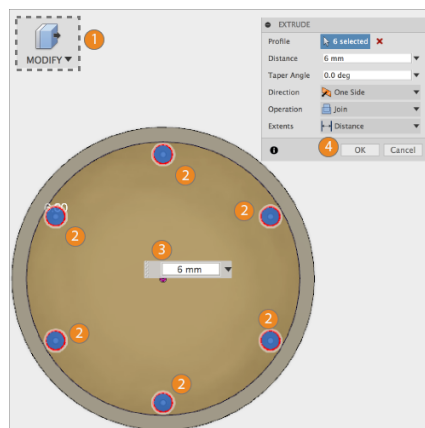 1
MODIFY
EXTRUDE
Profile 6 selected
Distance 6 mm
Taper Angle 0.0 deg
Direction One Side
Operation Join
Extents Distance
4 OK Cancel
2
2
2
3
6 mm
2
2
2